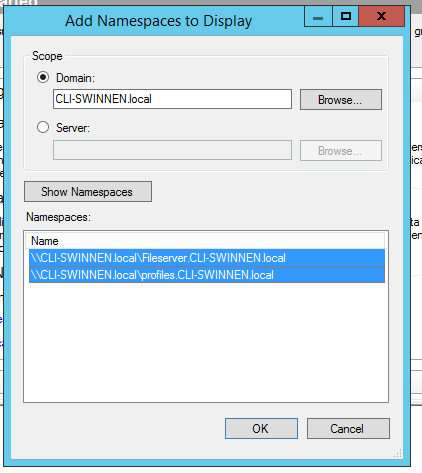 Add Namespaces to Display
Scope
Domain:
CLI-SWINNEN.local
Browse...
Server:
Browse...
Show Namespaces
Namespaces:
Name
\\CLI-SWINNEN.local\Fileserver.CLI-SWINNEN.local
\\CLI-SWINNEN.local\profiles.CLI-SWINNEN.local
OK
Cancel